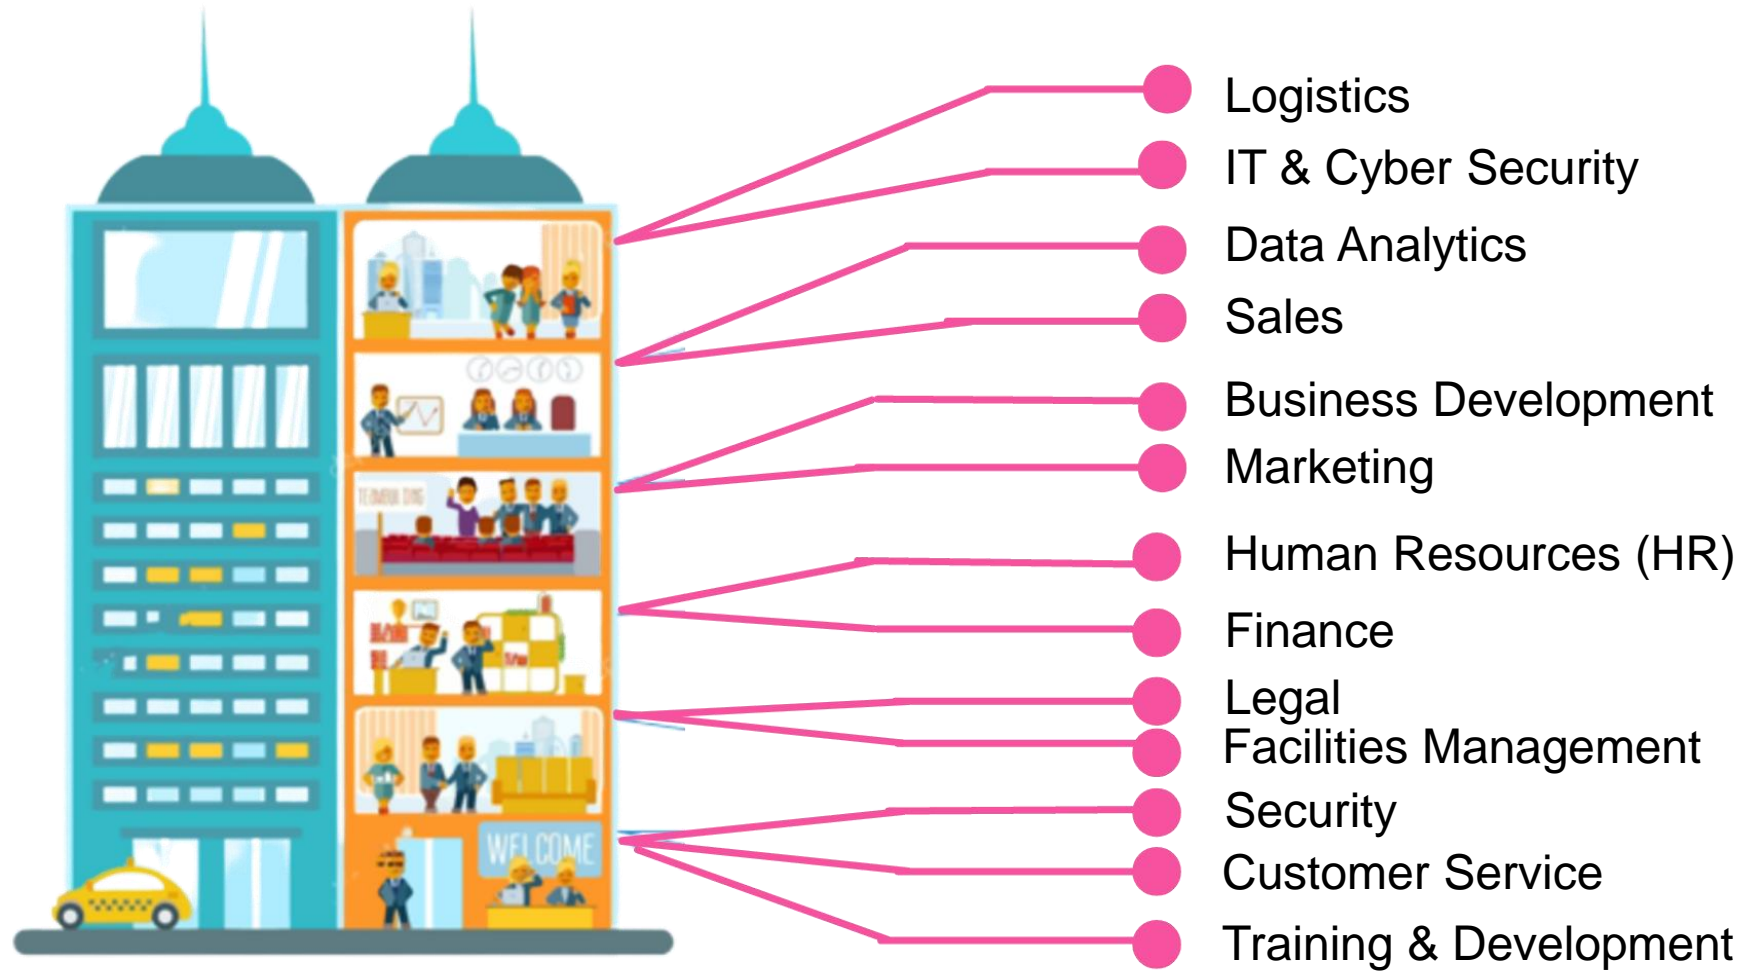 Logistics
IT & Cyber Security
Data Analytics
Sales
Business Development
Marketing
Human Resources (HR)
Finance
Legal
Facilities Management
Security
Customer Service
Training & Development
WELCOME